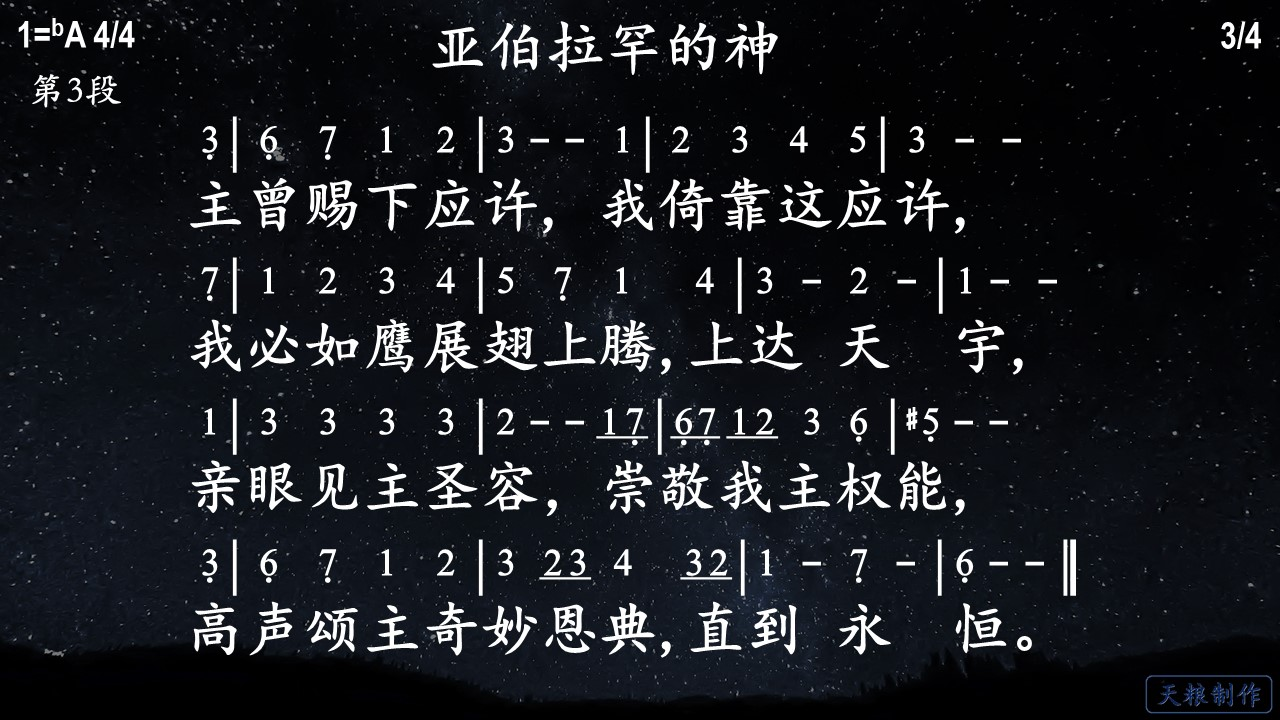 1=ᵇA 4/4
亚伯拉罕的神
3/4
第3段
3̣ | 6̣ 7̣ 1 2 | 3 - - 1 | 2 3 4 5 | 3 - -
主曾赐下应许, 我倚靠这应许,
7̣ | 1 2 3 4 | 5 7̣ 1 4 | 3 - 2 - | 1 - -
我必如鹰展翅上腾,上达 天 宇,
1 | 3 3 3 3 | 2 - - 17̣ | 6̣7̣ 12 3 6̣ | #5̣ - -
亲眼见主圣容, 崇敬我主权能,
3̣ | 6̣ 7̣ 1 2 | 3 23 4 32 | 1 - 7̣ - | 6̣ - - ‖
高声颂主奇妙恩典,直到 永 恒。
天粮制作